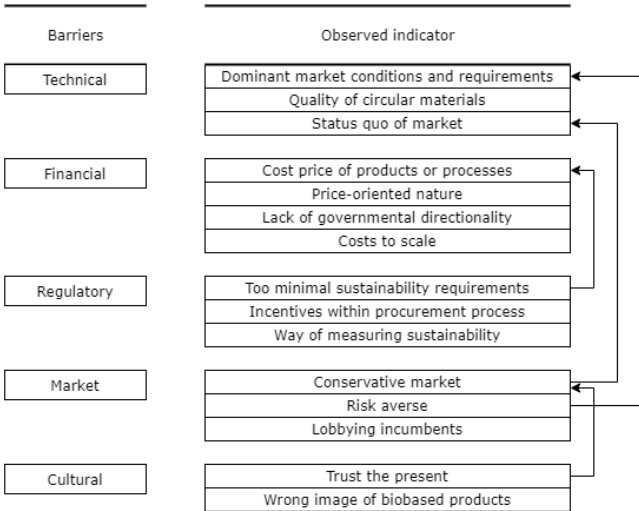 Barriers
Observed indicator
Technical
Dominant market conditions and requirements
Quality of circular materials
Status quo of market
Financial
Cost price of products or processes
Price-oriented nature
Lack of governmental directionality
Costs to scale
Regulatory
Too minimal sustainability requirements
Incentives within procurement process
Way of measuring sustainability
Market
Conservative market
Risk averse
Lobbying incumbents
Cultural
Trust the present
Wrong image of biobased products